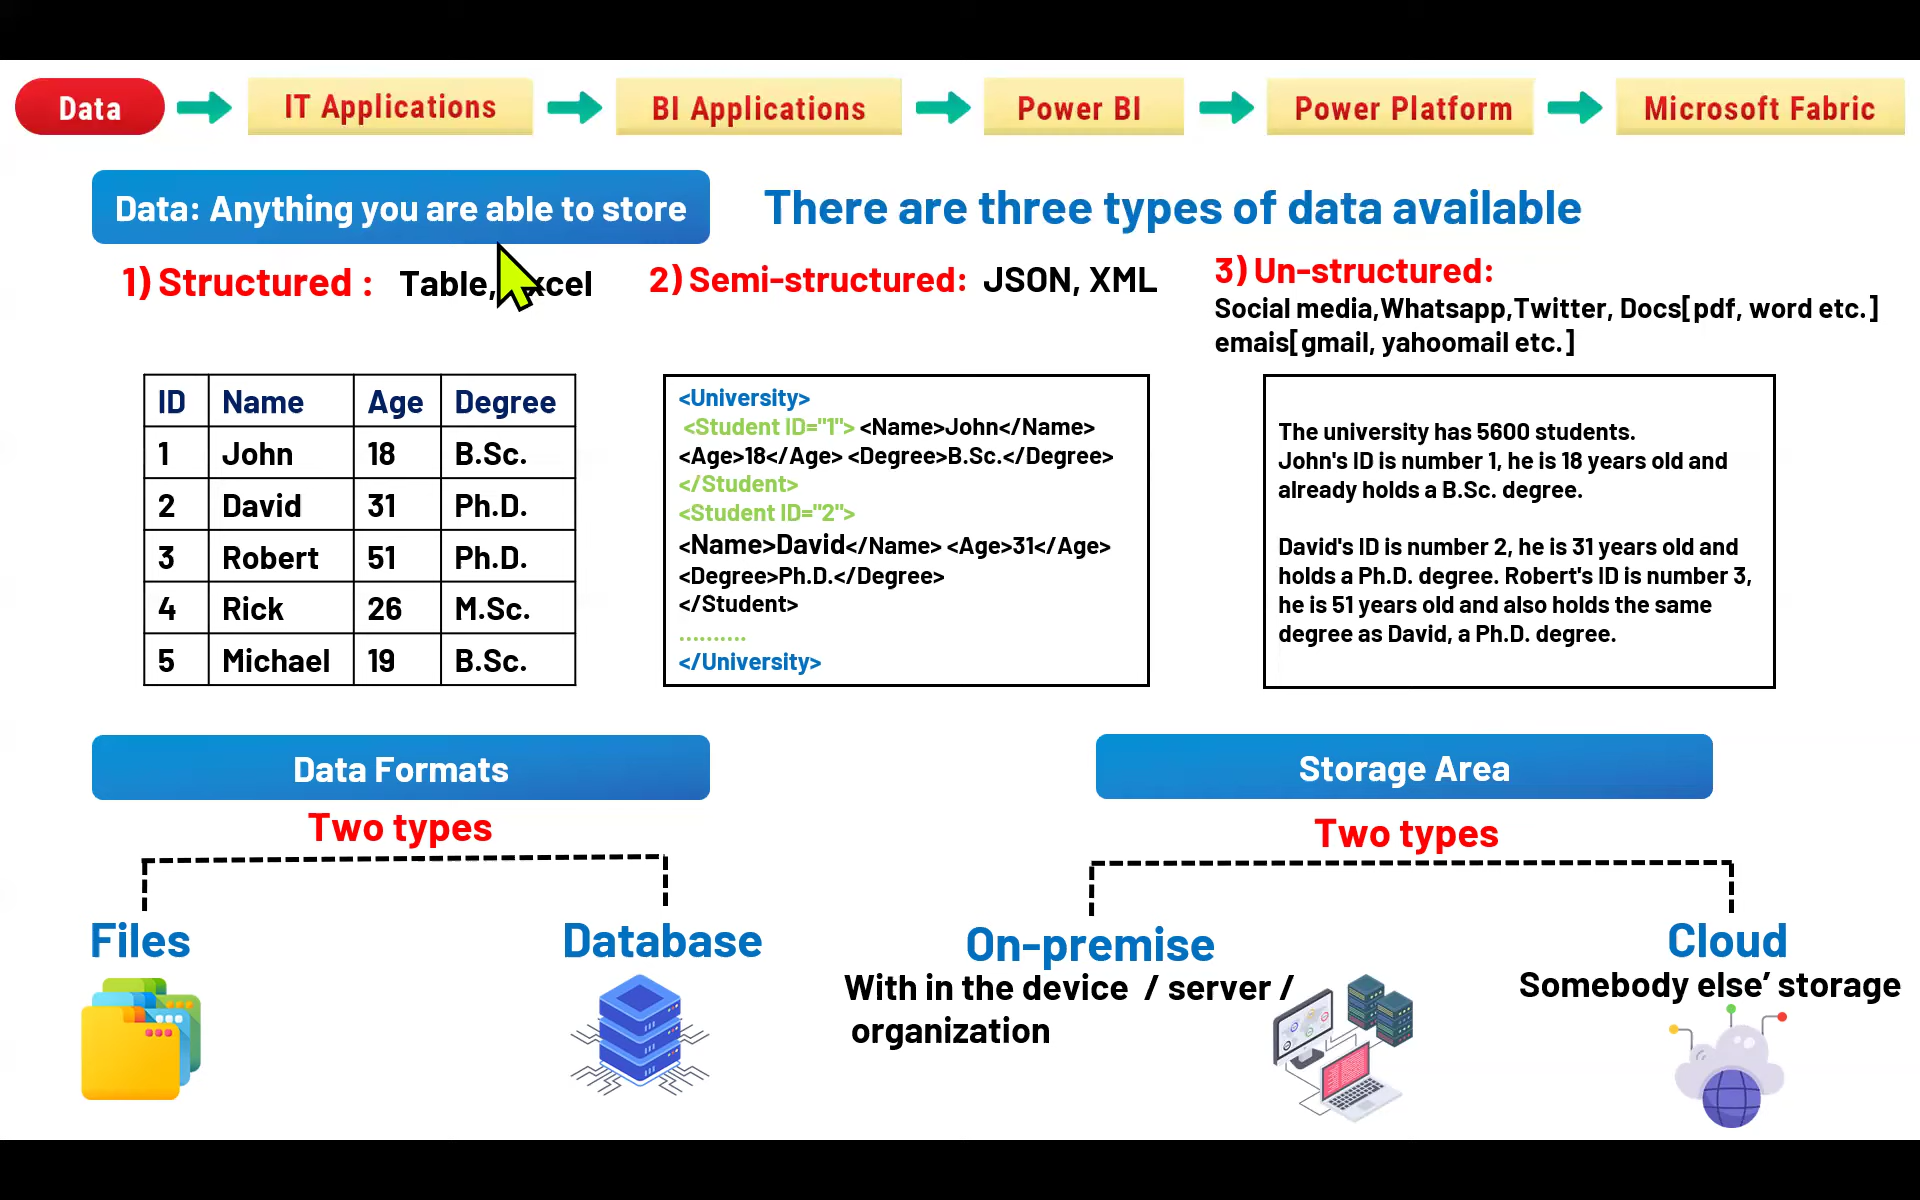 Data
IT Applications
BI Applications
Power BI
Power Platform
Microsoft Fabric
Data: Anything you are able to store
There are three types of data available
1) Structured : Table,
2) Semi-structured: JSON, XML
3) Un-structured:
Social media,Whatsapp,Twitter, Docs[pdf, word etc.]
emais[gmail, yahoomail etc.]
ID Name Age Degree
1 John 18 B.Sc.
2 David 31 Ph.D.
3 Robert 51 Ph.D.
4 Rick 26 M.Sc.
5 Michael 19 B.Sc.
<University>
<Student ID="1"> <Name>John</Name>
<Age>18</Age> <Degree>B.Sc.</Degree>
</Student>
<Student ID="2">
<Name>David</Name> <Age>31</Age>
<Degree>Ph.D.</Degree>
</Student>
..........
</University>
The university has 5600 students.
John's ID is number 1, he is 18 years old and
already holds a B.Sc. degree.
David's ID is number 2, he is 31 years old and
holds a Ph.D. degree. Robert's ID is number 3,
he is 51 years old and also holds the same
degree as David, a Ph.D. degree.
Data Formats
Two types
Files
Database
Storage Area
Two types
On-premise
With in the device / server /
organization
Cloud
Somebody else’ storage